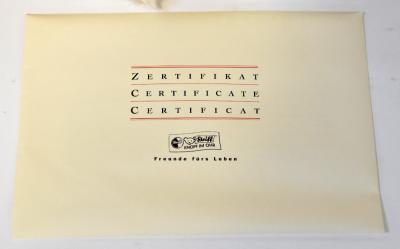 ZERTIFIKAT
CERTIFICATE
CERTIFICAT
Steiff
KNOPF IM OHR
Freunde fürs Leben